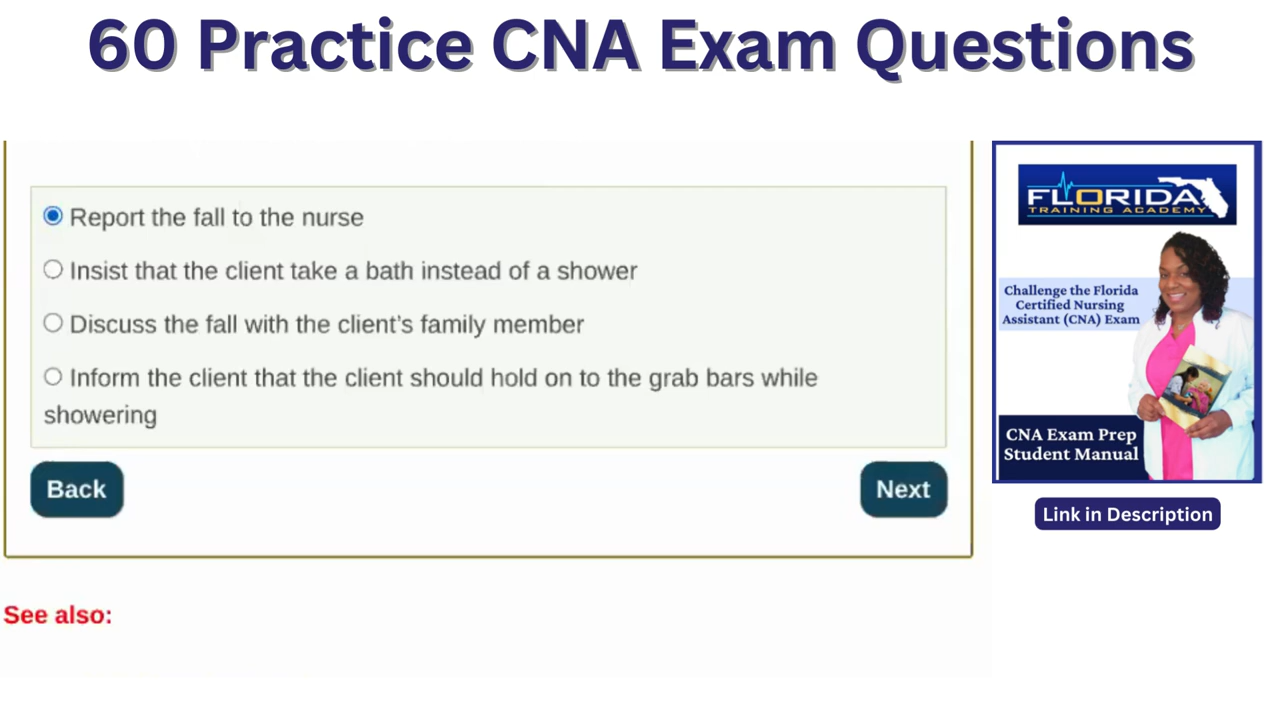 60 Practice CNA Exam Questions
Report the fall to the nurse
Insist that the client take a bath instead of a shower
Discuss the fall with the client's family member
Inform the client that the client should hold on to the grab bars while
showering
Back
Next
See also:
FLORIDA
TRAINING ACADEMY
Challenge the Florida
Certified Nursing
Assistant (CNA) Exam
CNA Exam Prep
Student Manual
Link in Description